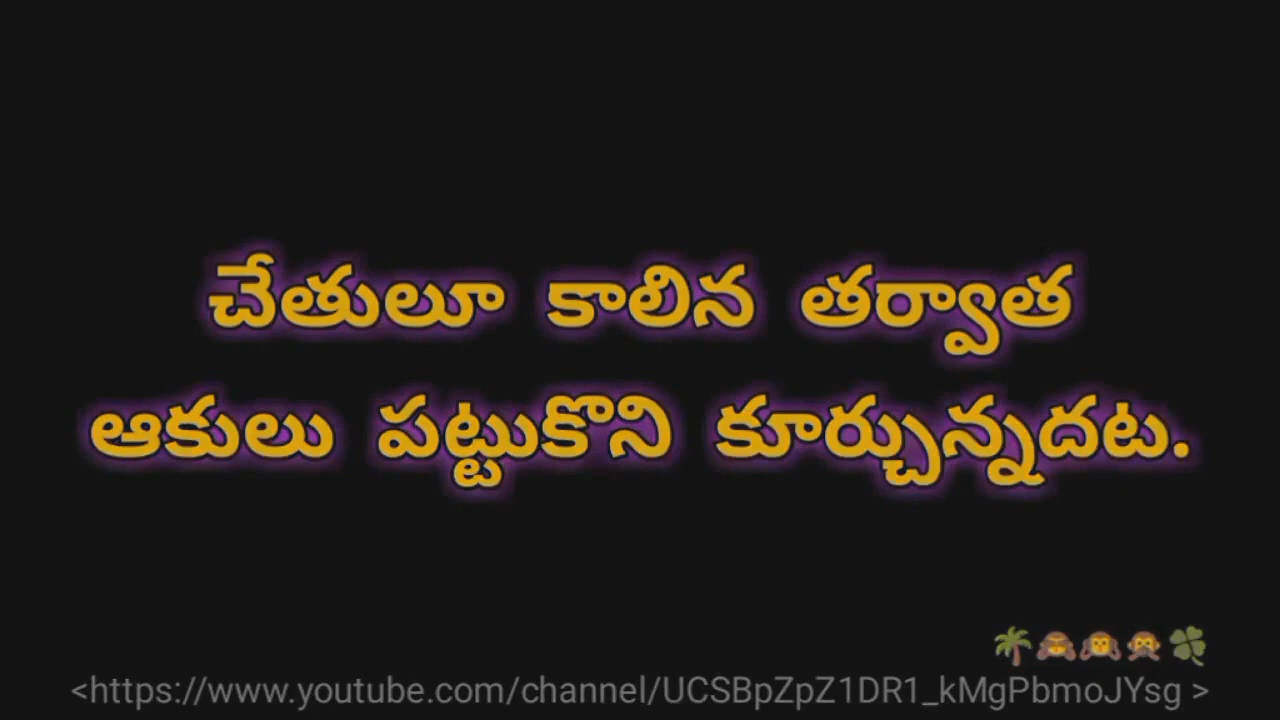 చేతులూ కాలిన తర్వాత
ఆకులు పట్టుకొని కూర్చున్నదట.
🌴🙈🙉🙊🍀
<https://www.youtube.com/channel/UCSBpZpZ1DR1_kMgPbmoJYsg >